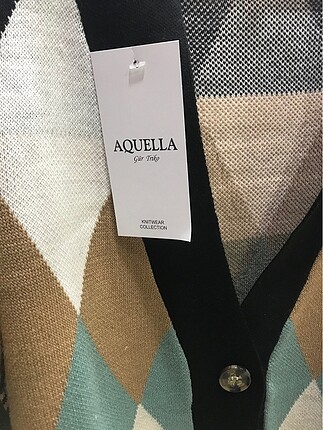 AQUELLA
Gür Triko
KNITWEAR
COLLECTION